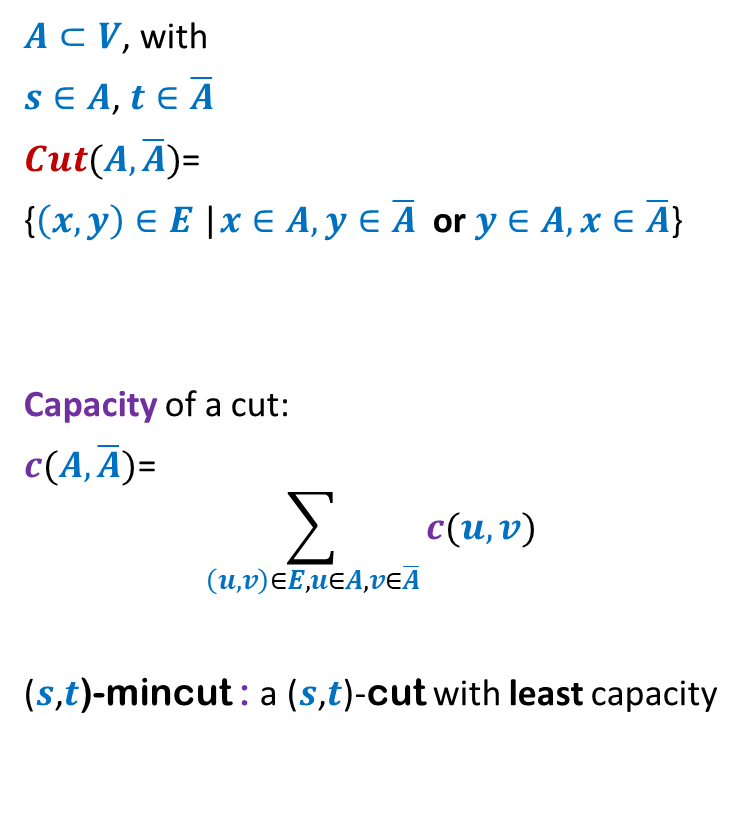 A ⊂ V, with
s ∈ A, t ∈ A̅
Cut(A, A̅)=
{(x, y) ∈ E | x ∈ A, y ∈ A̅ or y ∈ A, x ∈ A̅}
Capacity of a cut:
c(A, A̅)=
∑ c(u, v)
(u,v)∈E,u∈A,v∈A̅
(s,t)-mincut: a (s,t)-cut with least capacity